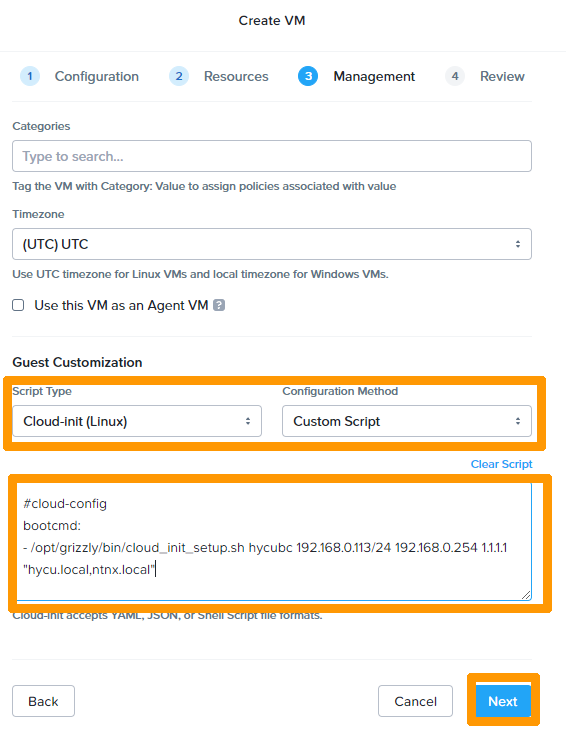 Create VM
1 Configuration 2 Resources 3 Management 4 Review
Categories
Type to search...
Tag the VM with Category: Value to assign policies associated with value
Timezone
(UTC) UTC
Use UTC timezone for Linux VMs and local timezone for Windows VMs.
Use this VM as an Agent VM ?
Guest Customization
Script Type Configuration Method
Cloud-init (Linux) Custom Script
Clear Script
#cloud-config
bootcmd:
- /opt/grizzly/bin/cloud_init_setup.sh hycubc 192.168.0.113/24 192.168.0.254 1.1.1.1
"hycu.local,ntnx.local"
Cloud-init accepts YAML, JSON, or Shell Script file formats.
Back Cancel Next